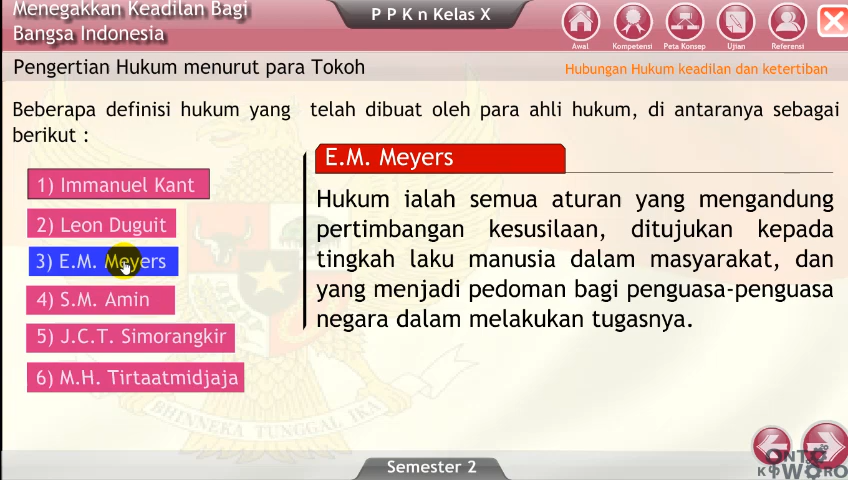 Menegakkan Keadilan Bagi
Bangsa Indonesia
P P K n Kelas X
Awal
Kompetensi
Peta Konsep
Ujian
Referensi
Pengertian Hukum menurut para Tokoh
Hubungan Hukum keadilan dan ketertiban
Beberapa definisi hukum yang telah dibuat oleh para ahli hukum, di antaranya sebagai
berikut :
1) Immanuel Kant
2) Leon Duguit
3) E.M. Meyers
4) S.M. Amin
5) J.C.T. Simorangkir
6) M.H. Tirtaatmidjaja
E.M. Meyers
Hukum ialah semua aturan yang mengandung
pertimbangan kesusilaan, ditujukan kepada
tingkah laku manusia dalam masyarakat, dan
yang menjadi pedoman bagi penguasa-penguasa
negara dalam melakukan tugasnya.
BHINNEKA TUNGGAL IKA
Semester 2
ONTO
KOWORO